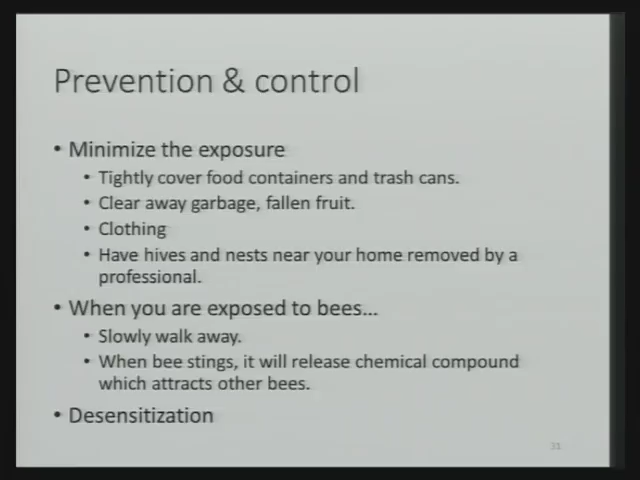 Prevention & control
• Minimize the exposure
• Tightly cover food containers and trash cans.
• Clear away garbage, fallen fruit.
• Clothing
• Have hives and nests near your home removed by a
professional.
• When you are exposed to bees...
• Slowly walk away.
• When bee stings, it will release chemical compound
which attracts other bees.
• Desensitization
31